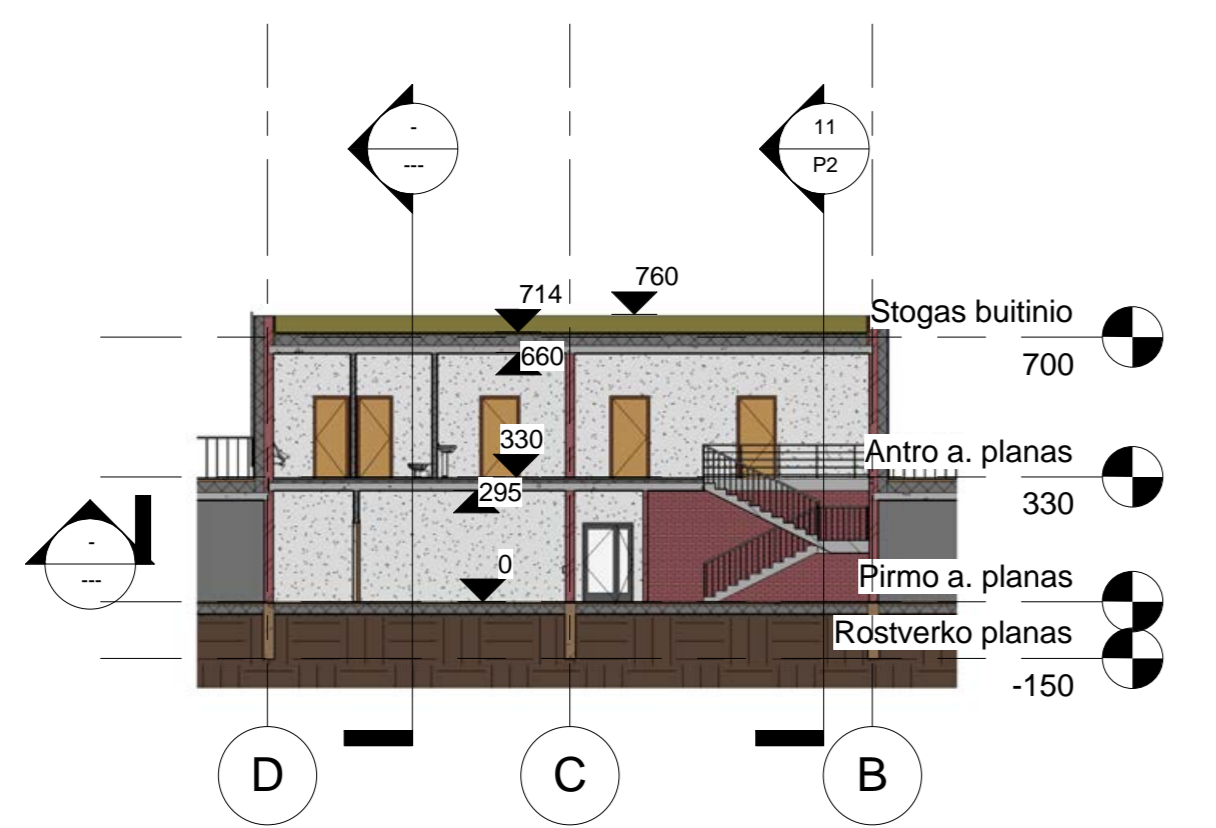 -
---
11
P2
760
714
Stogas buitinio
660
700
330
Antro a. planas
295
330
-
---
0
Pirmo a. planas
Rostverko planas
-150
D
C
B